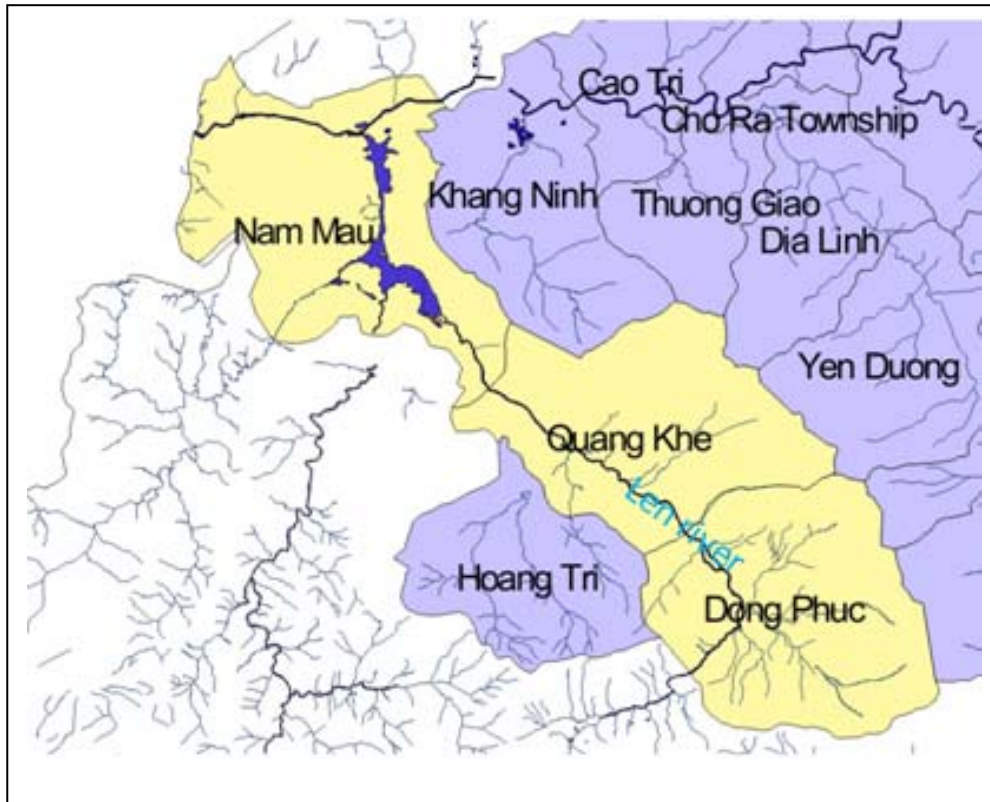 Cao Tri
Cho Ra Township
Khang Ninh
Thuong Giao
Nam Mau
Dia Linh
Yen Duong
Quang Khe
Len river
Hoang Tri
Dong Phuc